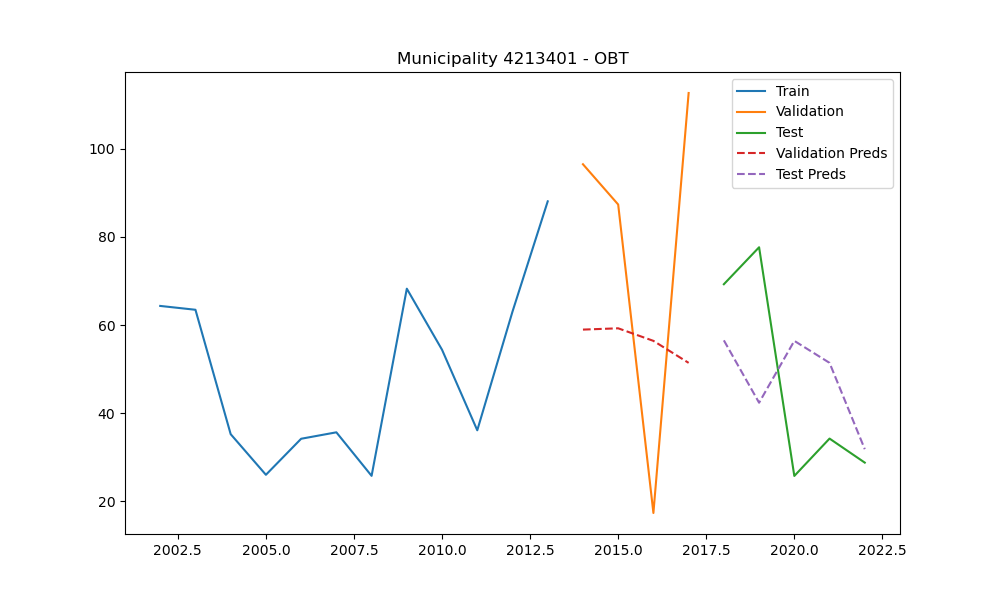 Municipality 4213401 - OBT
Train
Validation
Test
Validation Preds
Test Preds
100
80
60
40
20
2002.5 2005.0 2007.5 2010.0 2012.5 2015.0 2017.5 2020.0 2022.5